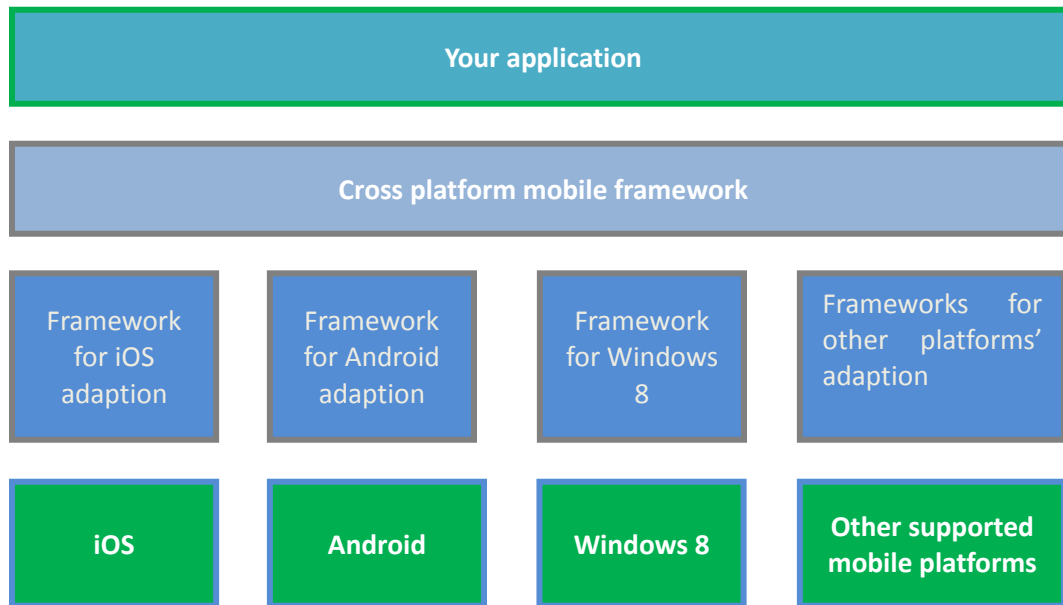 Your application
Cross platform mobile framework
Framework
for iOS
adaption
Framework
for Android
adaption
Framework
for Windows
8
Frameworks for
other platforms’
adaption
iOS
Android
Windows 8
Other supported
mobile platforms